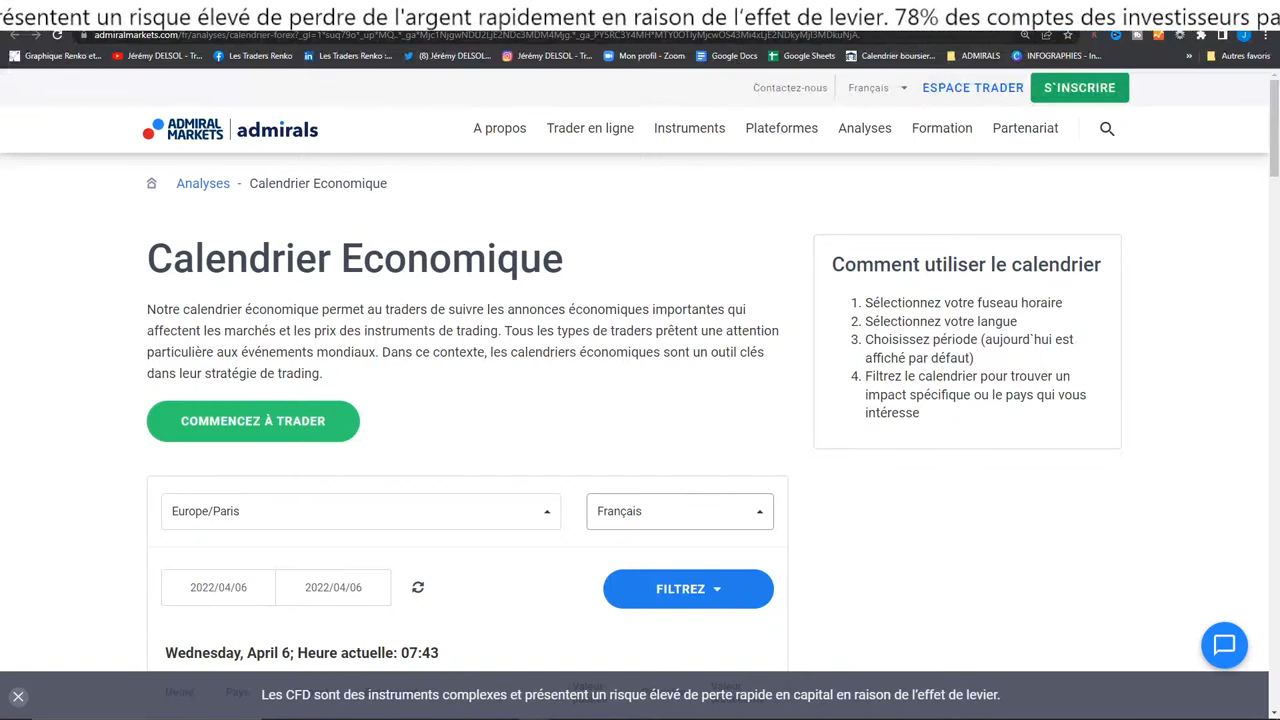 ésentent un risque élevé de perdre de l'argent rapidement en raison de l'effet de levier. 78% des comptes des investisseurs pa
Graphique Renko et... Jérémy DELSOL - Tr... Les Traders Renko Les Traders Renko :... (8) Jérémy DELSOL... Jérémy DELSOL - Tr... Mon profil - Zoom Google Docs Google Sheets Calendrier boursier... ADMIRALS INFOGRAPHIES - In... » Autres favoris
Contactez-nous Français ESPACE TRADER S`INSCRIRE
ADMIRAL MARKETS admirals A propos Trader en ligne Instruments Plateformes Analyses Formation Partenariat
Analyses - Calendrier Economique
Calendrier Economique
Notre calendrier économique permet au traders de suivre les annonces économiques importantes qui
affectent les marchés et les prix des instruments de trading. Tous les types de traders prêtent une attention
particulière aux événements mondiaux. Dans ce contexte, les calendriers économiques sont un outil clés
dans leur stratégie de trading.
COMMENCEZ À TRADER
Comment utiliser le calendrier
1. Sélectionnez votre fuseau horaire
2. Sélectionnez votre langue
3. Choisissez période (aujourd`hui est
affiché par défaut)
4. Filtrez le calendrier pour trouver un
impact spécifique ou le pays qui vous
intéresse
Europe/Paris Français
2022/04/06 2022/04/06 FILTREZ
Wednesday, April 6; Heure actuelle: 07:43
Heure Pays
Les CFD sont des instruments complexes et présentent un risque élevé de perte rapide en capital en raison de l'effet de levier.